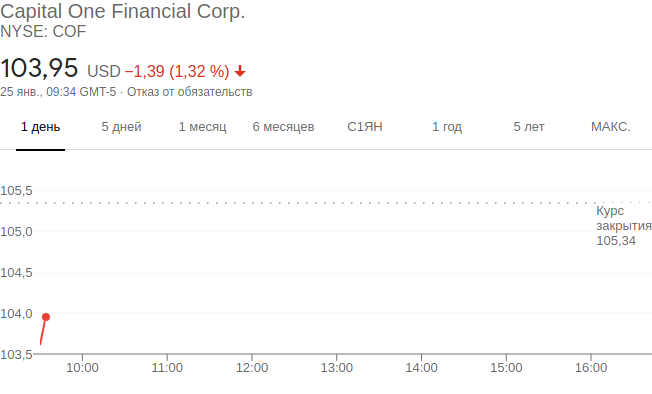 Capital One Financial Corp.
NYSE: COF
103,95 USD −1,39 (1,32 %)
25 янв., 09:34 GMT-5 · Отказ от обязательств
1 день 5 дней 1 месяц 6 месяцев С1ЯН 1 год 5 лет МАКС.
105,5
Курс
закрытия
105,34
105,0
104,5
104,0
103,5
10:00 11:00 12:00 13:00 14:00 15:00 16:00